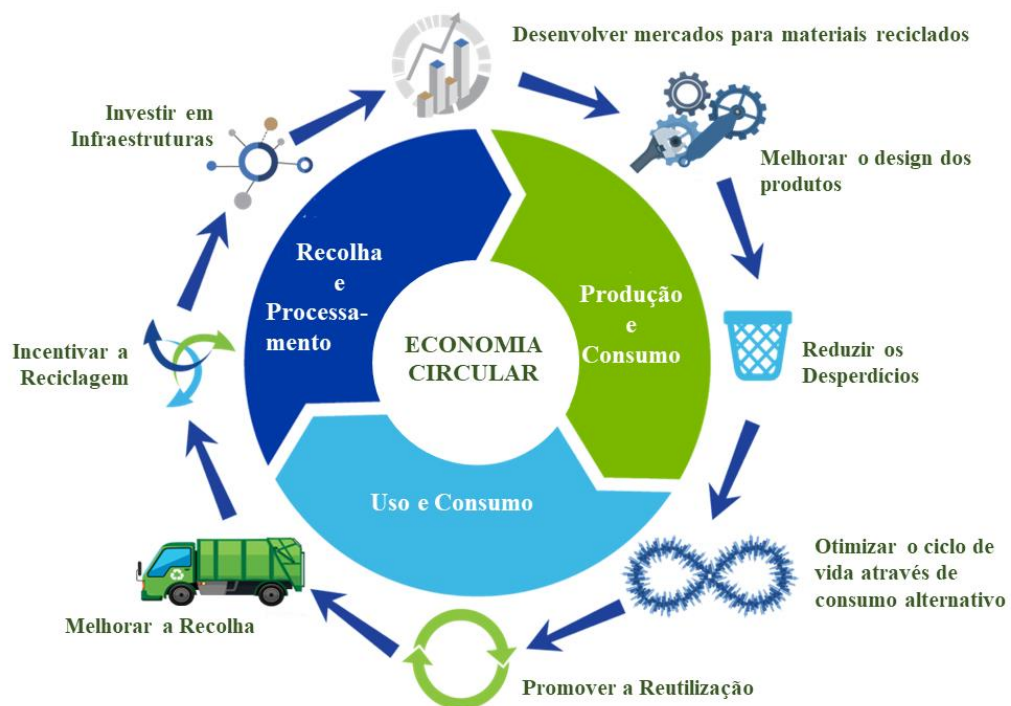 Desenvolver mercados para materiais reciclados
Investir em
Infraestruturas
Melhorar o design dos
produtos
Recolha
e
Processa-
mento
Produção
e
Consumo
ECONOMIA
CIRCULAR
Incentivar a
Reciclagem
Reduzir os
Desperdícios
Uso e Consumo
Otimizar o ciclo de
vida através de
consumo alternativo
Melhorar a Recolha
Promover a Reutilização